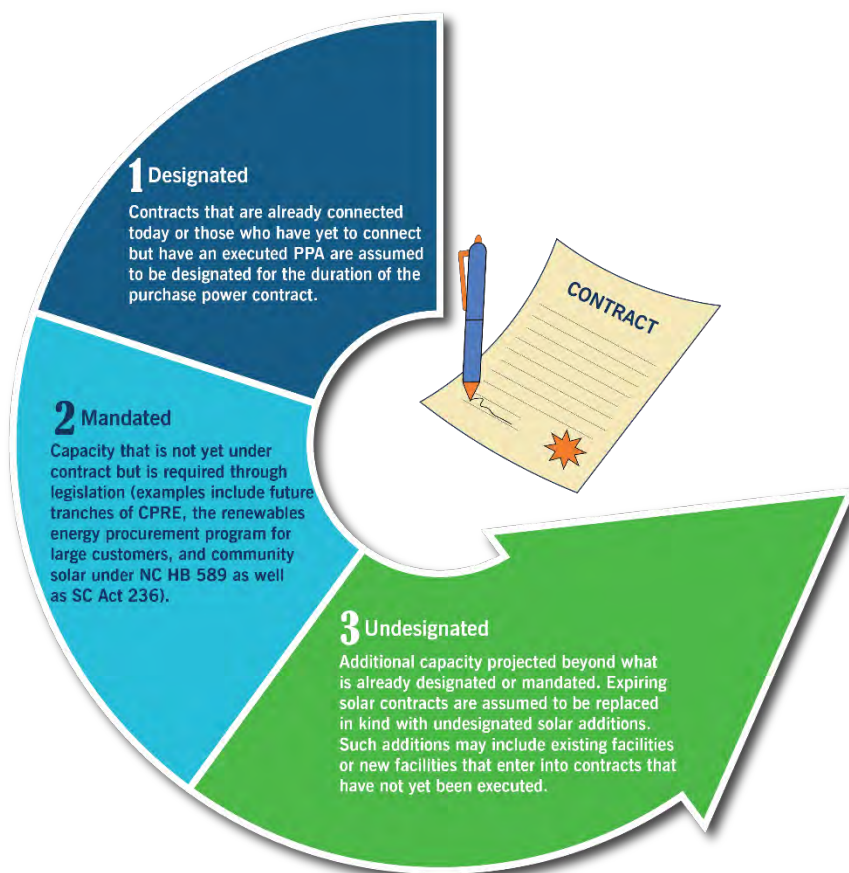 1 Designated
Contracts that are already connected
today or those who have yet to connect
but have an executed PPA are assumed
to be designated for the duration of the
purchase power contract.
CONTRACT
2 Mandated
Capacity that is not yet under
contract but is required through
legislation (examples include future
tranches of CPRE, the renewables
energy procurement program for
large customers, and community
solar under NC HB 589 as well
as SC Act 236).
3 Undesignated
Additional capacity projected beyond what
is already designated or mandated. Expiring
solar contracts are assumed to be replaced
in kind with undesignated solar additions.
Such additions may include existing facilities
or new facilities that enter into contracts that
have not yet been executed.